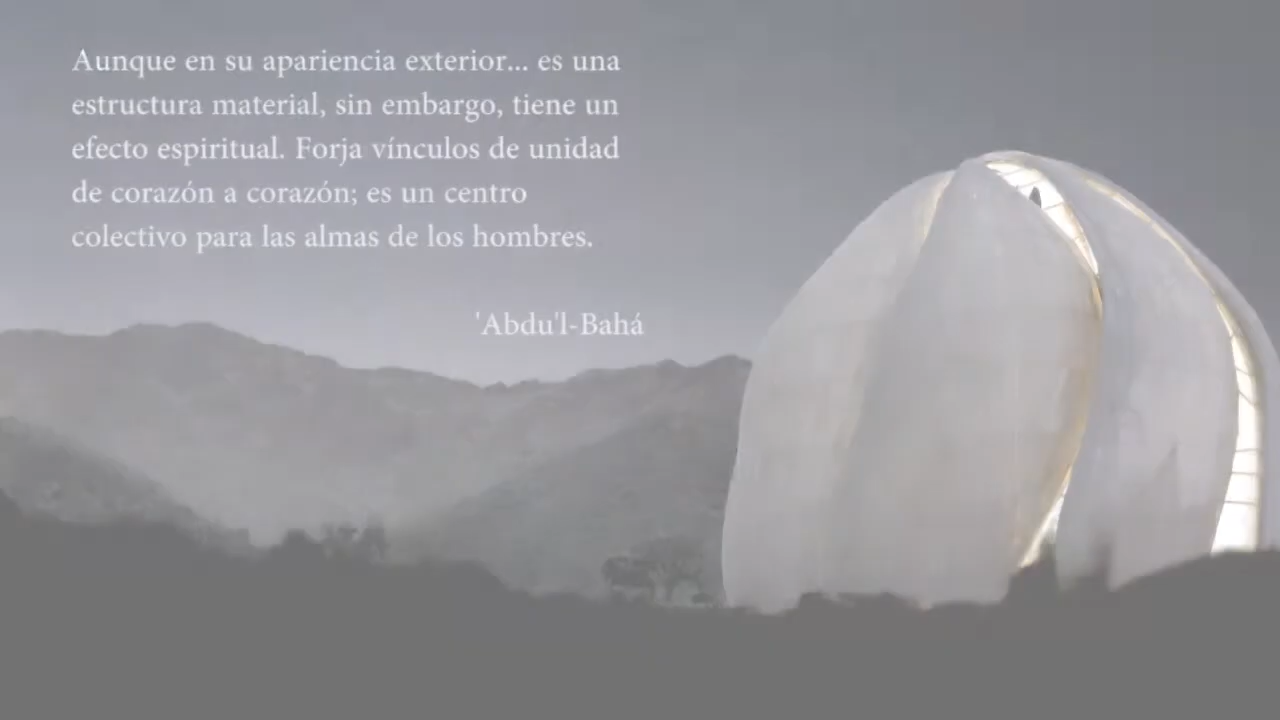 Aunque en su apariencia exterior... es una
estructura material, sin embargo, tiene un
efecto espiritual. Forja vínculos de unidad
de corazón a corazón; es un centro
colectivo para las almas de los hombres.
'Abdu'l-Bahá